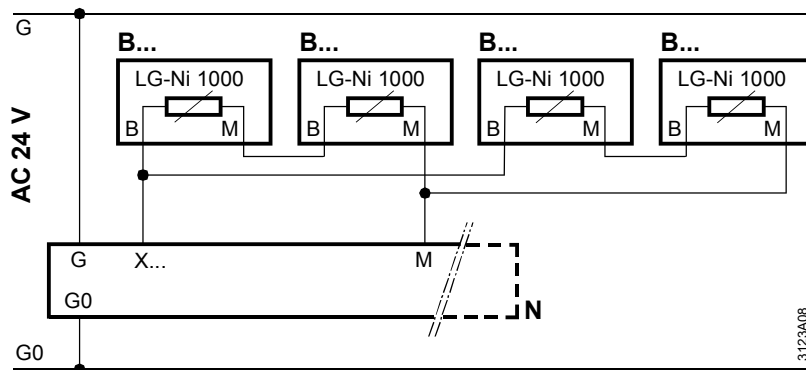 G
B... B... B... B...
LG-Ni 1000 LG-Ni 1000 LG-Ni 1000 LG-Ni 1000
B M B M B M B M
AC 24 V
G X... M
G0
N
G0
3123A08